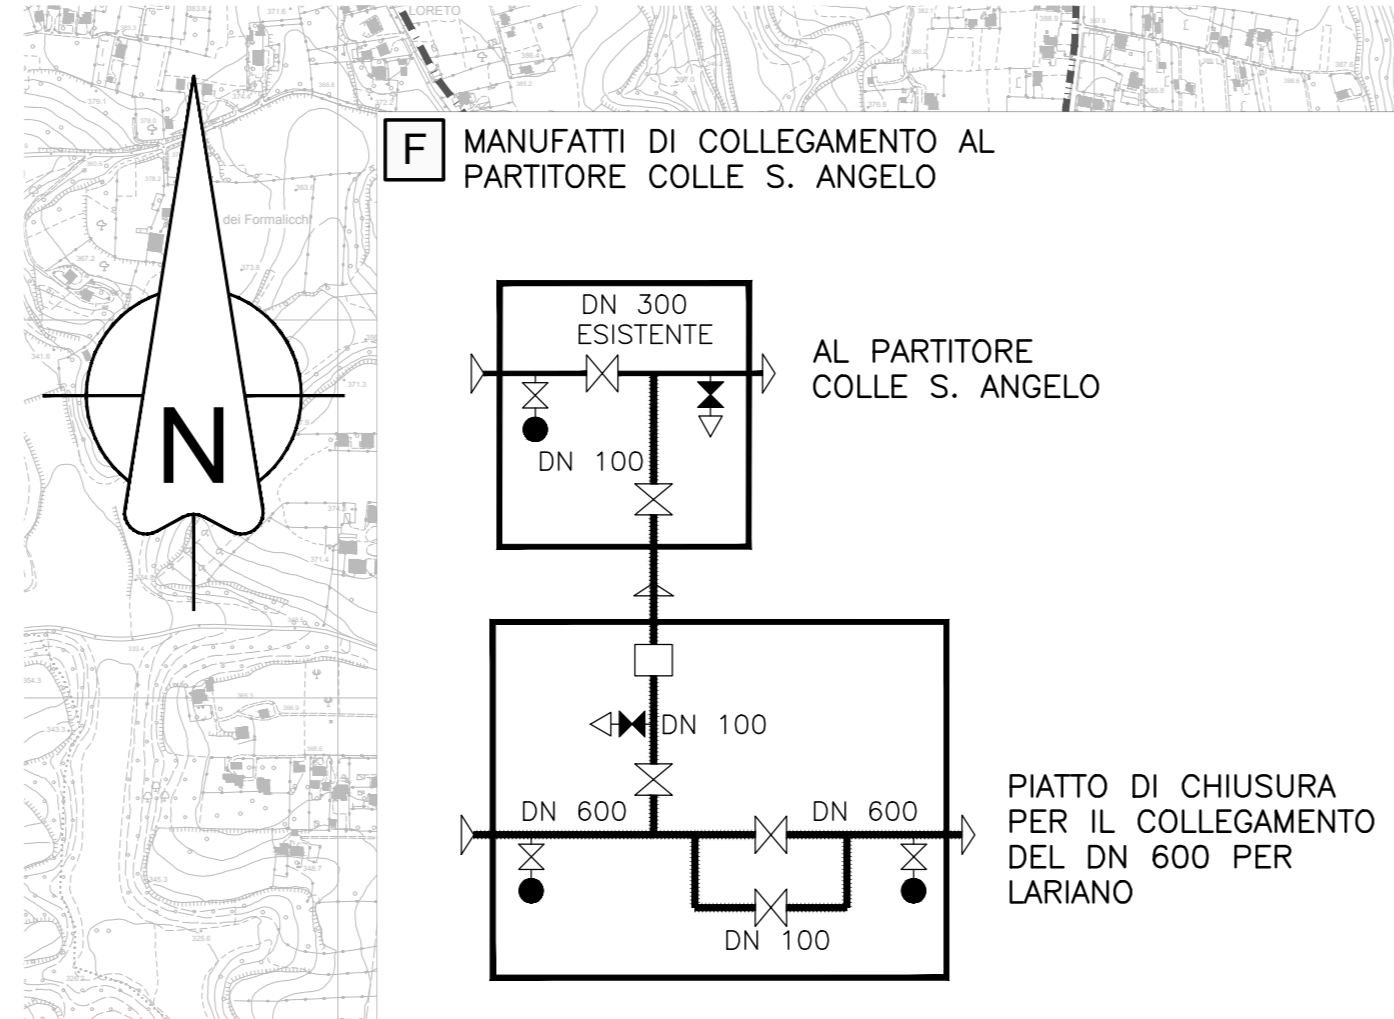 LORETO
F
MANUFATTI DI COLLEGAMENTO AL
PARTITORE COLLE S. ANGELO
dei Formalicchi
N
DN 300
ESISTENTE
AL PARTITORE
COLLE S. ANGELO
DN 100
DN 100
DN 600
DN 600
DN 100
PIATTO DI CHIUSURA
PER IL COLLEGAMENTO
DEL DN 600 PER
LARIANO